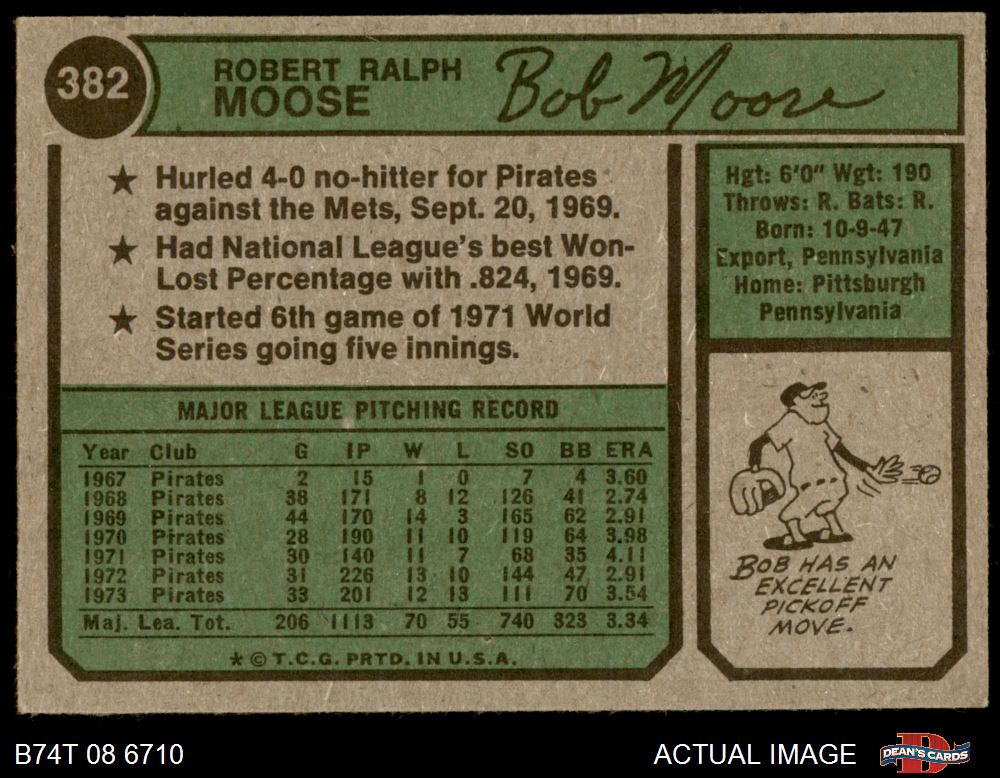 382
ROBERT RALPH
MOOSE
Bob Moose
★ Hurled 4-0 no-hitter for Pirates
against the Mets, Sept. 20, 1969.
★ Had National League's best Won-
Lost Percentage with .824, 1969.
★ Started 6th game of 1971 World
Series going five innings.
Hgt: 6'0" Wgt: 190
Throws: R. Bats: R.
Born: 10-9-47
Export, Pennsylvania
Home: Pittsburgh
Pennsylvania
MAJOR LEAGUE PITCHING RECORD
Year Club G IP W L SO BB ERA
1967 Pirates 2 15 1 0 7 4 3.60
1968 Pirates 38 171 8 12 126 41 2.74
1969 Pirates 44 170 14 3 165 62 2.91
1970 Pirates 28 190 11 10 119 64 3.98
1971 Pirates 30 140 11 7 68 35 4.11
1972 Pirates 31 226 13 10 144 47 2.91
1973 Pirates 33 201 12 13 111 70 3.54
Maj. Lea. Tot. 206 1113 70 55 740 323 3.34
* © T.C.G. PRTD. IN U.S.A.
BOB HAS AN
EXCELLENT
PICKOFF
MOVE.
B74T 08 6710
ACTUAL IMAGE
DEAN'S CARDS